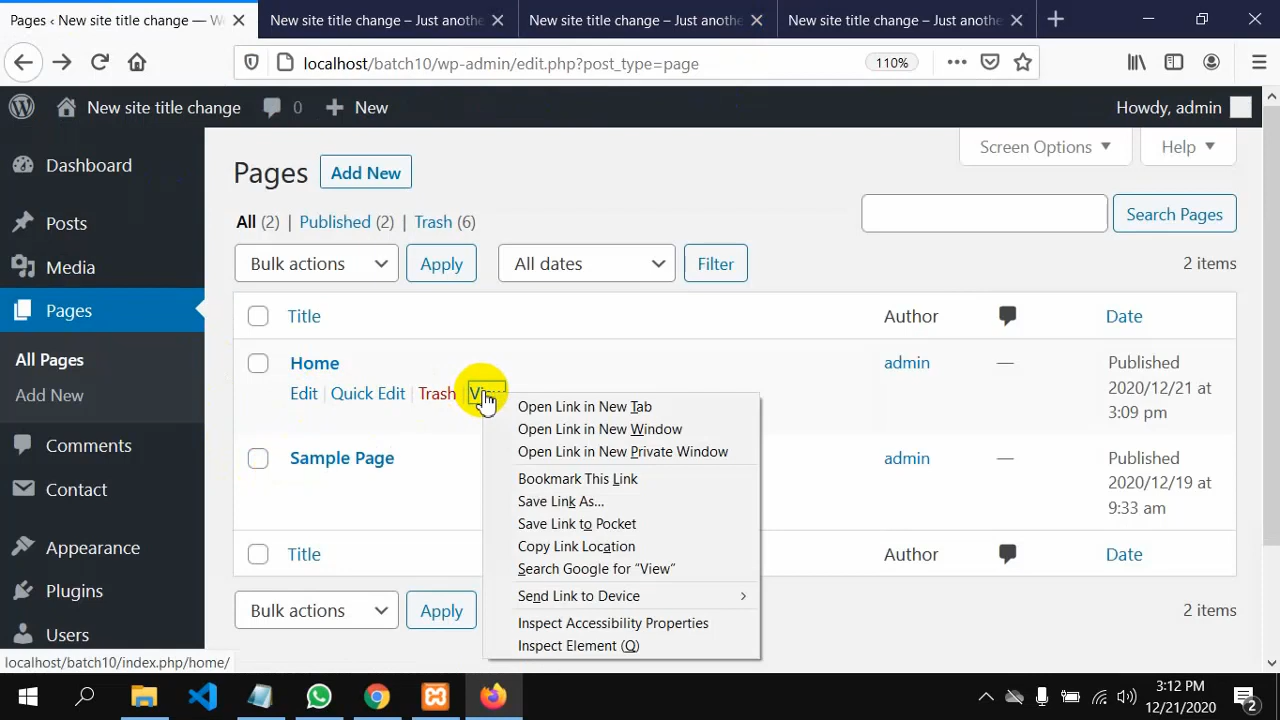 Pages ‹ New site title change — W
New site title change – Just anothe
New site title change – Just anothe
New site title change – Just anothe
localhost/batch10/wp-admin/edit.php?post_type=page
110%
New site title change
0
New
Howdy, admin
Dashboard
Posts
Media
Pages
All Pages
Add New
Comments
Contact
Appearance
Plugins
Users
Screen Options
Help
Pages
Add New
All (2) | Published (2) | Trash (6)
Search Pages
Bulk actions
Apply
All dates
Filter
2 items
Title
Author
Date
Home
admin
—
Published
2020/12/21 at
3:09 pm
Edit | Quick Edit | Trash |
Sample Page
admin
—
Published
2020/12/19 at
9:33 am
Title
Author
Date
Bulk actions
Apply
2 items
Open Link in New Tab
Open Link in New Window
Open Link in New Private Window
Bookmark This Link
Save Link As...
Save Link to Pocket
Copy Link Location
Search Google for “View”
Send Link to Device
Inspect Accessibility Properties
Inspect Element (Q)
localhost/batch10/index.php/home/
3:12 PM
12/21/2020
2